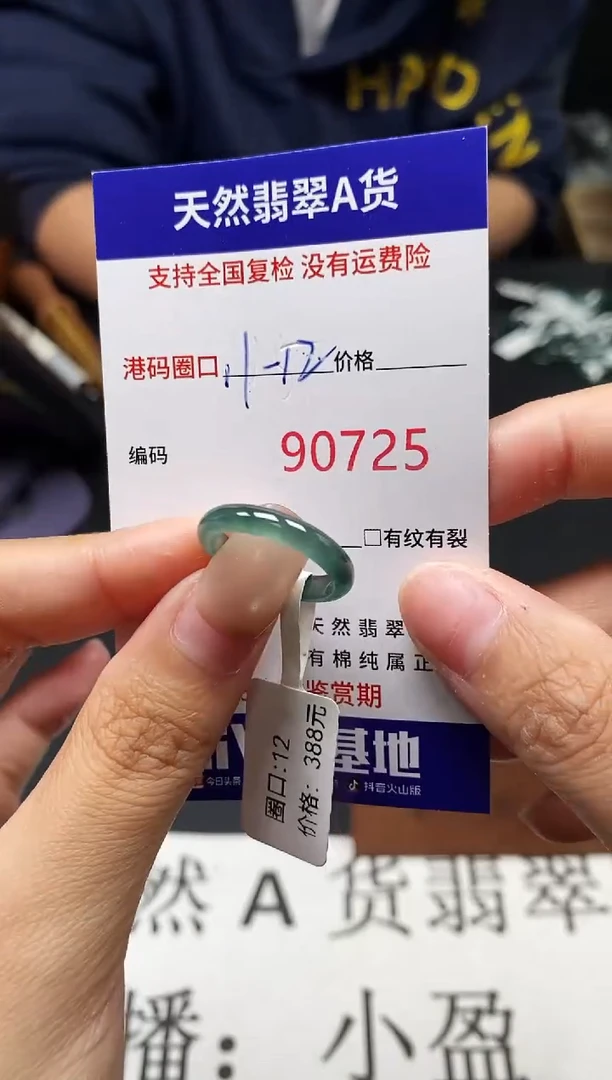 天然翡翠A货
支持全国复检 没有运费险
港码圈口 11-12 价格
编码 90725
□有纹有裂
天然翡翠
有棉纯属正
鉴赏期
基地
今日头条
抖音火山版
圈口:12
价格: 388元
然A货翡翠
播: 小盈